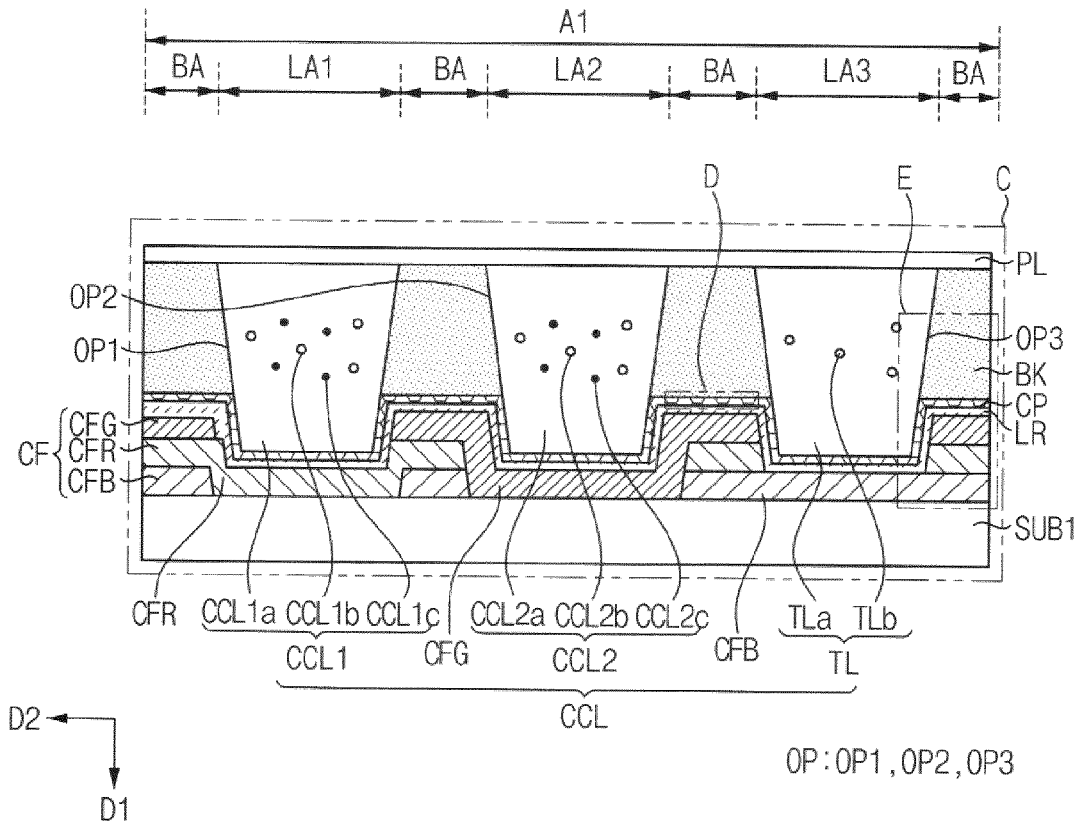 A1
BA LA1 BA LA2 BA LA3 BA
D E C
PL
OP2 OP3
OP1 BK
CP
CFG LR
CF CFR
CFB
SUB1
CFR CCL1a CCL1b CCL1c CFG CCL2a CCL2b CCL2c CFB TLa TLb
CCL1 CCL2 TL
CCL
D2
D1
OP:OP1,OP2,OP3